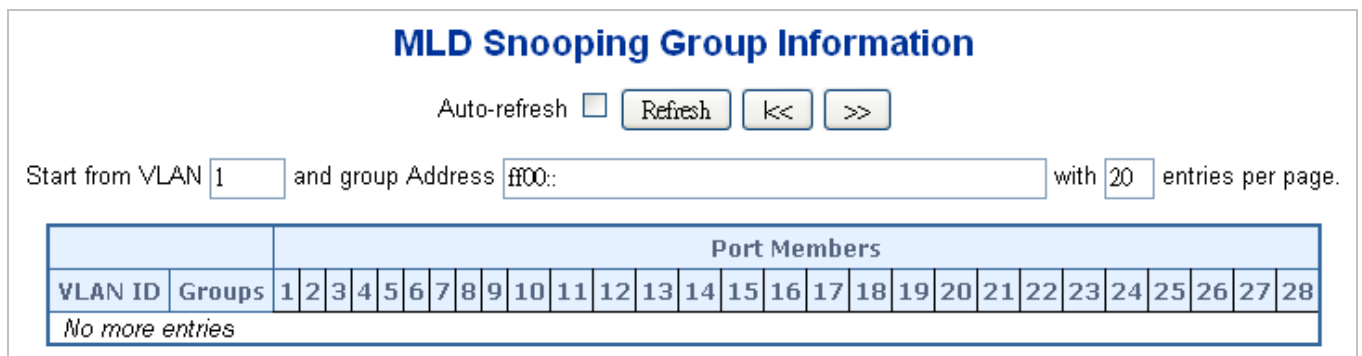 MLD Snooping Group Information
Auto-refresh Refresh |<< >>
Start from VLAN 1 and group Address ff00:: with 20 entries per page.
Port Members
VLAN ID Groups 1 2 3 4 5 6 7 8 9 10 11 12 13 14 15 16 17 18 19 20 21 22 23 24 25 26 27 28
No more entries